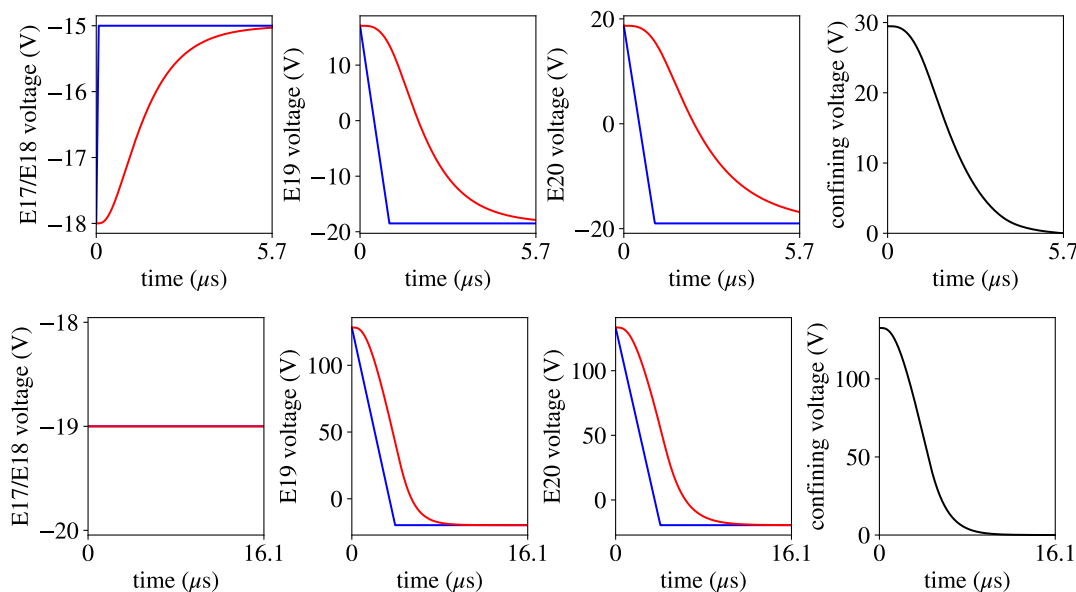 E17/E18 voltage (V)
−15
−16
−17
−18
0
5.7
time (μs)
E19 voltage (V)
10
0
−10
−20
0
5.7
time (μs)
E20 voltage (V)
20
0
−20
0
5.7
time (μs)
confining voltage (V)
30
20
10
0
0
5.7
time (μs)
E17/E18 voltage (V)
−18
−19
−20
0
16.1
time (μs)
E19 voltage (V)
100
50
0
0
16.1
time (μs)
E20 voltage (V)
100
50
0
0
16.1
time (μs)
confining voltage (V)
100
50
0
0
16.1
time (μs)